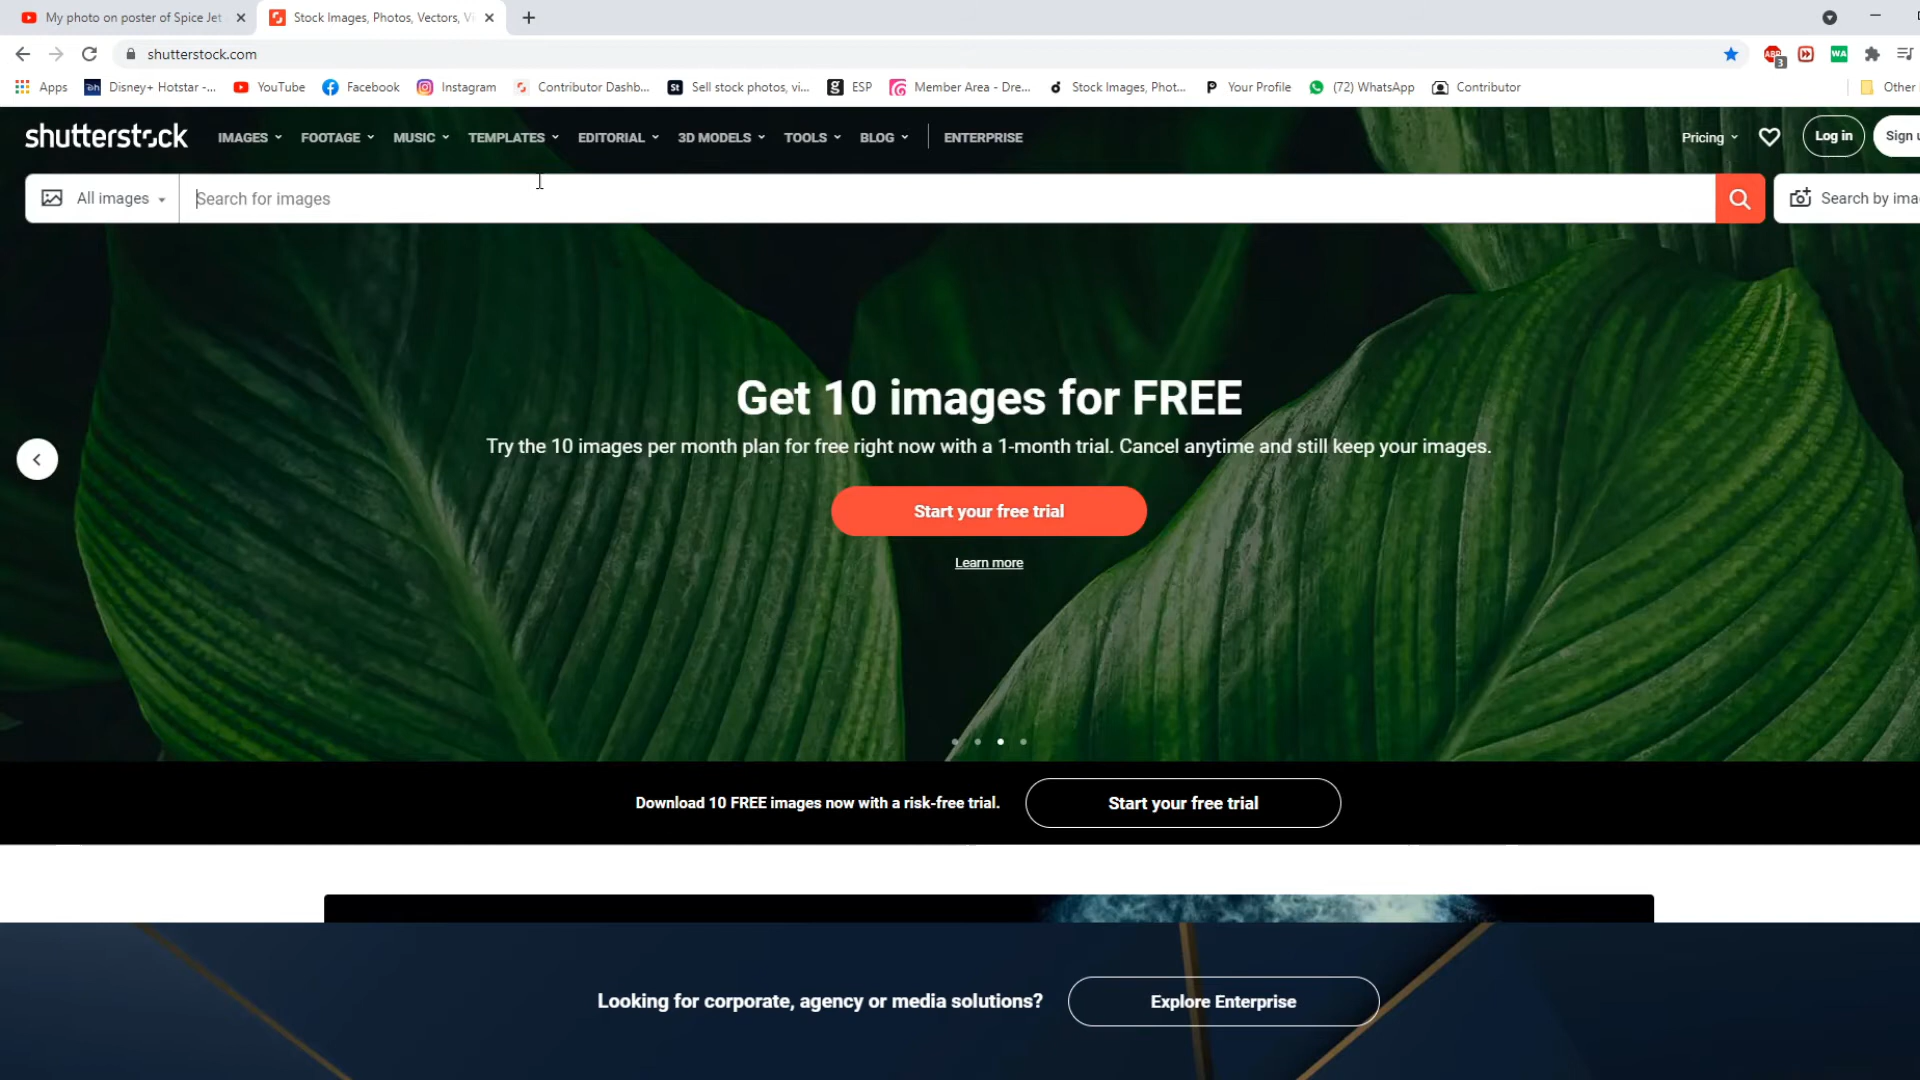 My photo on poster of Spice Jet
Stock Images, Photos, Vectors, Vi
shutterstock.com
ABP
3
WA
Apps
Disney+ Hotstar -...
YouTube
Facebook
Instagram
Contributor Dashb...
St
Sell stock photos, vi...
ESP
Member Area - Dre...
Stock Images, Phot...
Your Profile
(72) WhatsApp
Contributor
Other
shutterstock
IMAGES
FOOTAGE
MUSIC
TEMPLATES
EDITORIAL
3D MODELS
TOOLS
BLOG
ENTERPRISE
Pricing
Log in
Sign u
All images
Search for images
Search by ima
Get 10 images for FREE
Try the 10 images per month plan for free right now with a 1-month trial. Cancel anytime and still keep your images.
Start your free trial
Learn more
Download 10 FREE images now with a risk-free trial.
Start your free trial
Looking for corporate, agency or media solutions?
Explore Enterprise